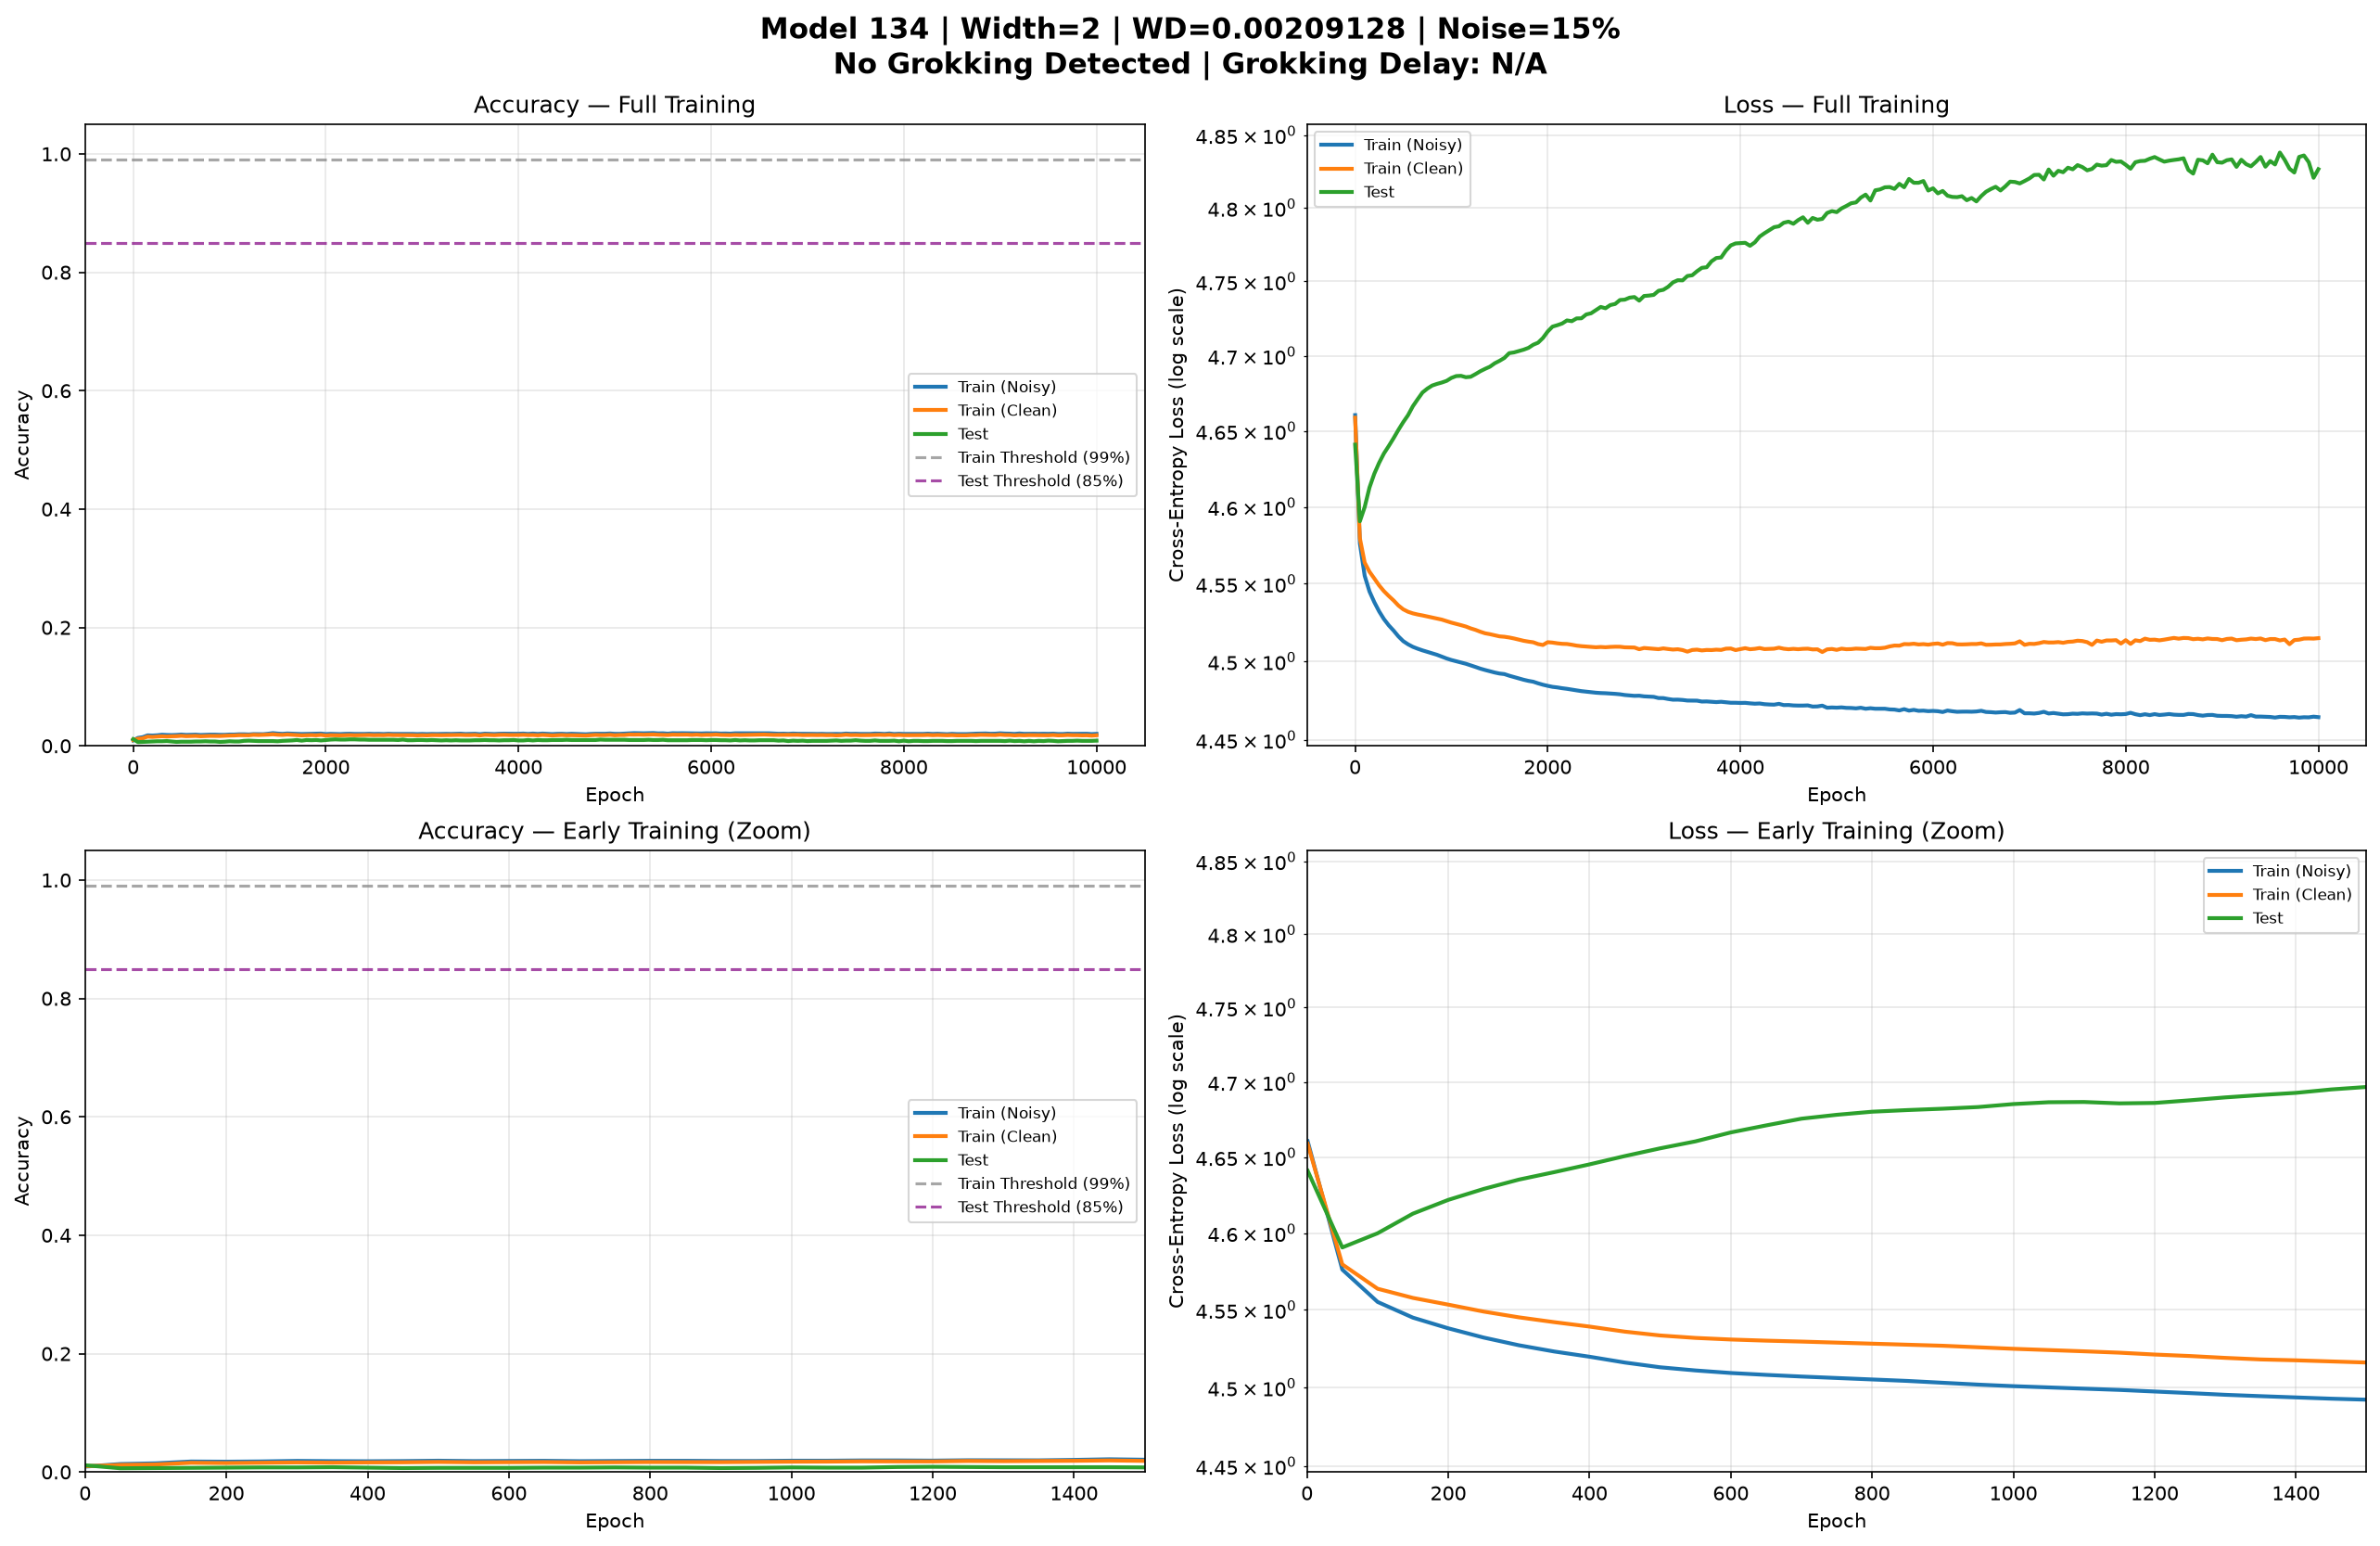 Model 134 | Width=2 | WD=0.00209128 | Noise=15%
No Grokking Detected | Grokking Delay: N/A
Accuracy — Full Training
1.0
0.8
0.6
0.4
0.2
0.0
Accuracy
0
2000
4000
6000
8000
10000
Epoch
Train (Noisy)
Train (Clean)
Test
Train Threshold (99%)
Test Threshold (85%)
Loss — Full Training
4.85 × 10⁰
4.8 × 10⁰
4.75 × 10⁰
4.7 × 10⁰
4.65 × 10⁰
4.6 × 10⁰
4.55 × 10⁰
4.5 × 10⁰
4.45 × 10⁰
Cross-Entropy Loss (log scale)
0
2000
4000
6000
8000
10000
Epoch
Train (Noisy)
Train (Clean)
Test
Accuracy — Early Training (Zoom)
1.0
0.8
0.6
0.4
0.2
0.0
Accuracy
0
200
400
600
800
1000
1200
1400
Epoch
Train (Noisy)
Train (Clean)
Test
Train Threshold (99%)
Test Threshold (85%)
Loss — Early Training (Zoom)
4.85 × 10⁰
4.8 × 10⁰
4.75 × 10⁰
4.7 × 10⁰
4.65 × 10⁰
4.6 × 10⁰
4.55 × 10⁰
4.5 × 10⁰
4.45 × 10⁰
Cross-Entropy Loss (log scale)
0
200
400
600
800
1000
1200
1400
Epoch
Train (Noisy)
Train (Clean)
Test